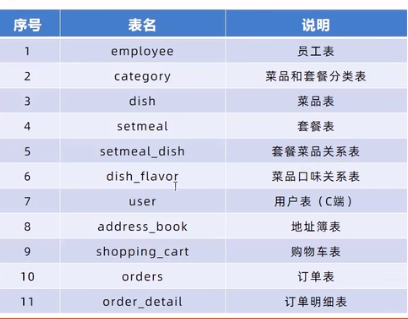 序号 表名 说明
1 employee 员工表
2 category 菜品和套餐分类表
3 dish 菜品表
4 setmeal 套餐表
5 setmeal_dish 套餐菜品关系表
6 dish_flavor 菜品口味关系表
7 user 用户表（C端）
8 address_book 地址簿表
9 shopping_cart 购物车表
10 orders 订单表
11 order_detail 订单明细表